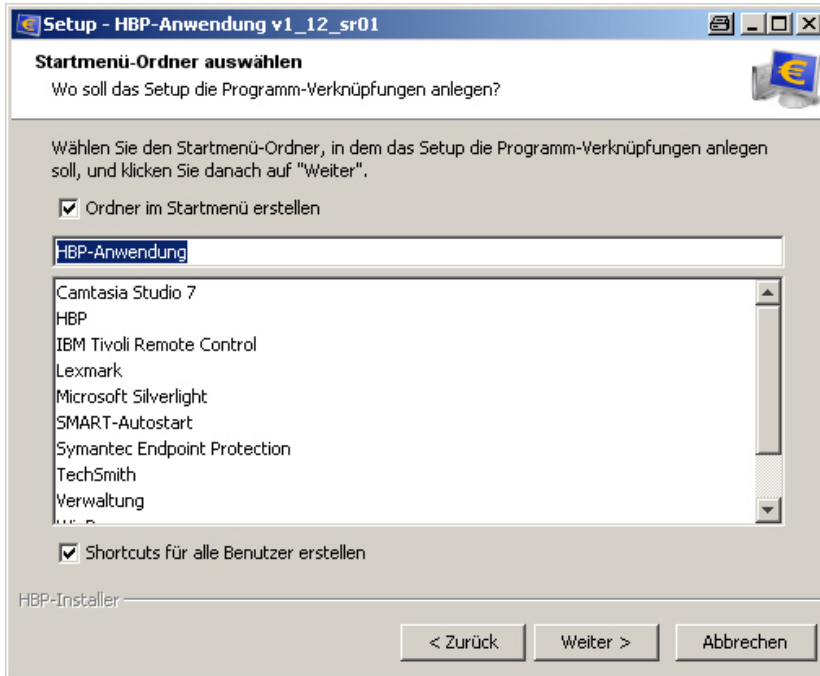 Setup - HBP-Anwendung v1_12_sr01
Startmenü-Ordner auswählen
Wo soll das Setup die Programm-Verknüpfungen anlegen?
Wählen Sie den Startmenü-Ordner, in dem das Setup die Programm-Verknüpfungen anlegen
soll, und klicken Sie danach auf "Weiter".
Ordner im Startmenü erstellen
HBP-Anwendung
Camtasia Studio 7
HBP
IBM Tivoli Remote Control
Lexmark
Microsoft Silverlight
SMART-Autostart
Symantec Endpoint Protection
TechSmith
Verwaltung
Shortcuts für alle Benutzer erstellen
HBP-Installer
< Zurück Weiter > Abbrechen